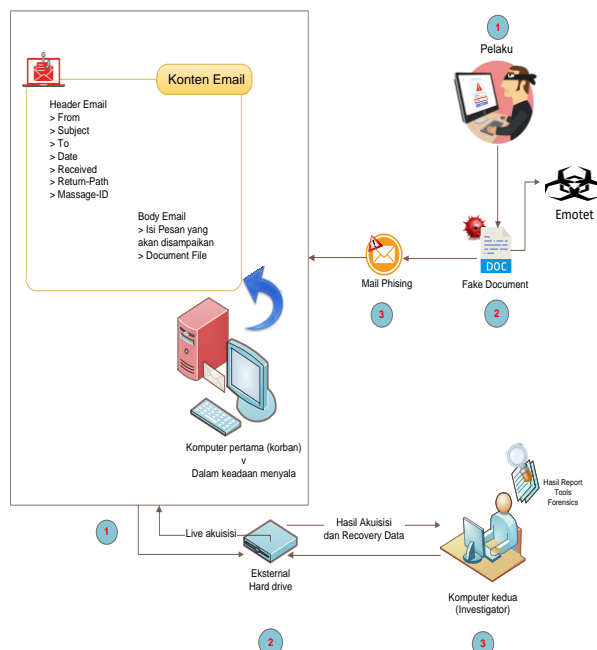 1
Pelaku
Konten Email
Header Email
> From
> Subject
> To
> Date
> Received
> Return-Path
> Massage-ID
Body Email
> Isi Pesan yang
akan disampaikan
> Document File
Emotet
DOC
Mail Phising
Fake Document
3
2
Komputer pertama (korban)
v
Dalam keadaan menyala
Hasil Report
Tools
Forensics
1
Live akuisisi
Hasil Akuisisi
dan Recovery Data
Eksternal
Hard drive
Komputer kedua
(Investigator)
2
3